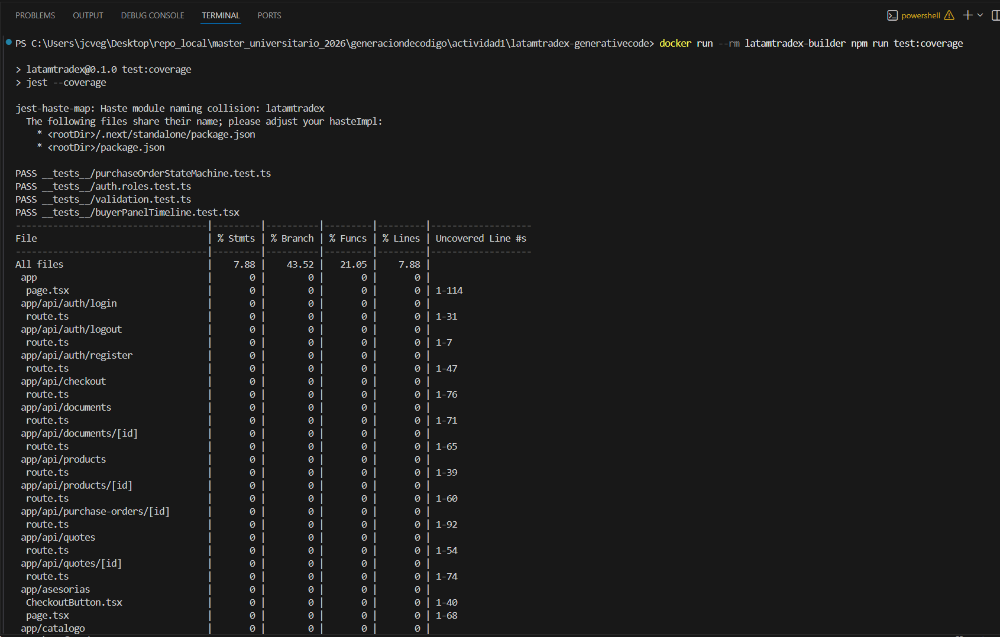 PROBLEMS OUTPUT DEBUG CONSOLE TERMINAL PORTS powershell
PS C:\Users\jcveg\Desktop\repo_local\master_universitario_2026\generaciondecodigo\actividad1\latamtradex-generativecode> docker run --rm latamtradex-builder npm run test:coverage
> latamtradex@0.1.0 test:coverage
> jest --coverage
jest-haste-map: Haste module naming collision: latamtradex
The following files share their name; please adjust your hasteImpl:
* <rootDir>/.next/standalone/package.json
* <rootDir>/package.json
PASS __tests__/purchaseOrderStateMachine.test.ts
PASS __tests__/auth.roles.test.ts
PASS __tests__/validation.test.ts
PASS __tests__/buyerPanelTimeline.test.tsx
------------------------------------|---------|----------|---------|---------|-------------------
File | % Stmts | % Branch | % Funcs | % Lines | Uncovered Line #s
------------------------------------|---------|----------|---------|---------|-------------------
All files | 7.88 | 43.52 | 21.05 | 7.88 |
app | 0 | 0 | 0 | 0 |
page.tsx | 0 | 0 | 0 | 0 | 1-114
app/api/auth/login | 0 | 0 | 0 | 0 |
route.ts | 0 | 0 | 0 | 0 | 1-31
app/api/auth/logout | 0 | 0 | 0 | 0 |
route.ts | 0 | 0 | 0 | 0 | 1-7
app/api/auth/register | 0 | 0 | 0 | 0 |
route.ts | 0 | 0 | 0 | 0 | 1-47
app/api/checkout | 0 | 0 | 0 | 0 |
route.ts | 0 | 0 | 0 | 0 | 1-76
app/api/documents | 0 | 0 | 0 | 0 |
route.ts | 0 | 0 | 0 | 0 | 1-71
app/api/documents/[id] | 0 | 0 | 0 | 0 |
route.ts | 0 | 0 | 0 | 0 | 1-65
app/api/products | 0 | 0 | 0 | 0 |
route.ts | 0 | 0 | 0 | 0 | 1-39
app/api/products/[id] | 0 | 0 | 0 | 0 |
route.ts | 0 | 0 | 0 | 0 | 1-60
app/api/purchase-orders/[id] | 0 | 0 | 0 | 0 |
route.ts | 0 | 0 | 0 | 0 | 1-92
app/api/quotes | 0 | 0 | 0 | 0 |
route.ts | 0 | 0 | 0 | 0 | 1-54
app/api/quotes/[id] | 0 | 0 | 0 | 0 |
route.ts | 0 | 0 | 0 | 0 | 1-74
app/asesorias | 0 | 0 | 0 | 0 |
CheckoutButton.tsx | 0 | 0 | 0 | 0 | 1-40
page.tsx | 0 | 0 | 0 | 0 | 1-68
app/catalogo | 0 | 0 | 0 | 0 |